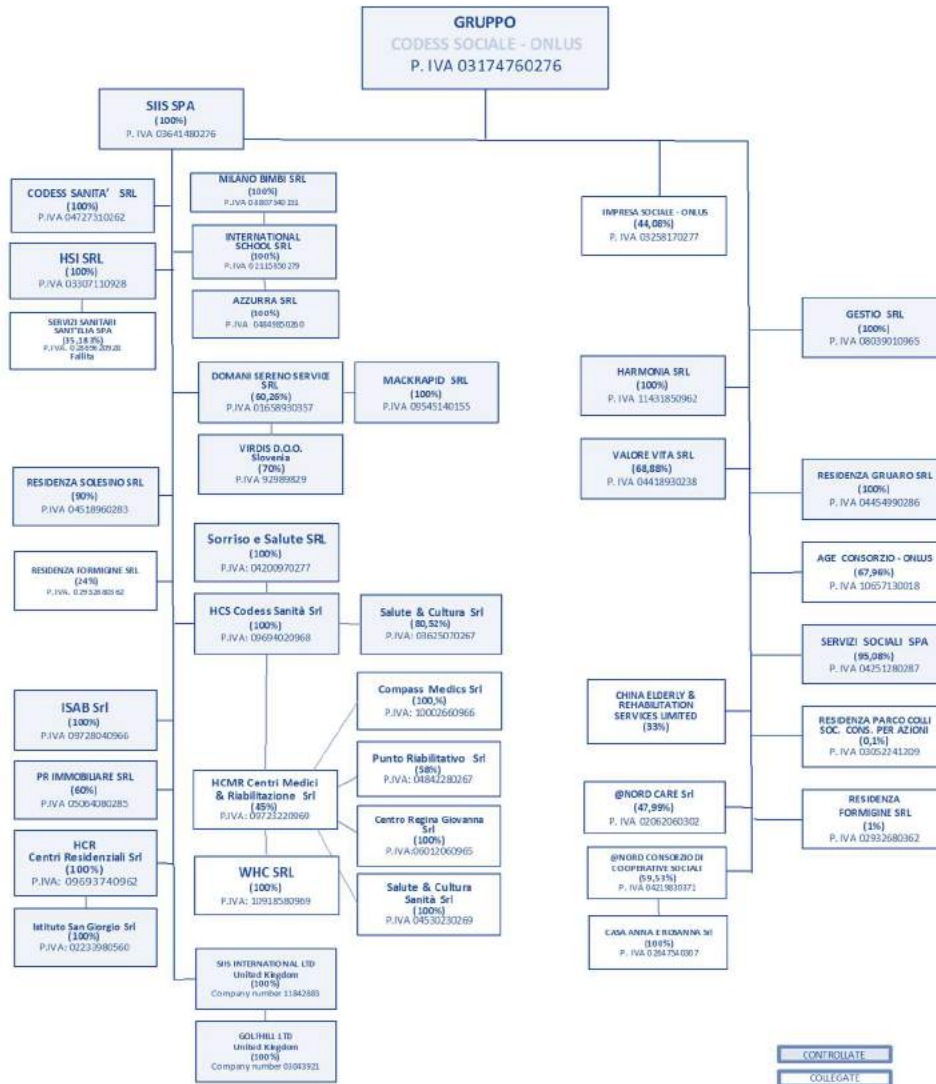 GRUPPO
CODESS SOCIALE - ONLUS
P. IVA 03174760276
SIIS SPA
(100%)
P. IVA 03641480276
CODESS SANITA' SRL
(100%)
P.IVA 04727310262
HSI SRL
(100%)
P.IVA 03307110928
SERVIZI SANITARI
SANT'ELIA SPA
(35,183%)
Fallita
MILANO BIMBI SRL
(100%)
INTERNATIONAL
SCHOOL SRL
(100%)
AZZURRA SRL
(100%)
P.IVA 04849850260
DOMANI SERENO SERVICE
SRL
(60,26%)
P.IVA 01658930357
MACKRAPID SRL
(100%)
P.IVA 09545140155
VIRDIS D.O.O.
Slovenia
(70%)
P.IVA 92989829
RESIDENZA SOLESINO SRL
(90%)
P.IVA 04518960283
RESIDENZA FORMIGINE SRL
(24%)
Sorriso e Salute SRL
(100%)
P.IVA: 04200970277
HCS Codess Sanità Srl
(100%)
P.IVA: 09694020968
Salute & Cultura Srl
(80,52%)
P.IVA: 03625070267
ISAB Srl
(100%)
P.IVA 09728040966
PR IMMOBILIARE SRL
(60%)
P.IVA 05064080285
HCR
Centri Residenziali Srl
(100%)
P.IVA: 09693740962
Istituto San Giorgio Srl
(100%)
P.IVA: 02233980560
HCMR Centri Medici
& Riabilitazione Srl
(45%)
P.IVA: 09723220969
WHC SRL
(100%)
P.IVA: 10918580969
Compass Medics Srl
(100,%)
P.IVA: 10002660966
Punto Riabilitativo Srl
(58%)
P.IVA: 04842280267
Centro Regina Giovanna
Srl
(100%)
P.IVA:06012060965
Salute & Cultura
Sanità Srl
(100%)
P.IVA 04530230269
SIIS INTERNATIONAL LTD
United Kingdom
(100%)
Company number 11842883
GOLTHILL LTD
United Kingdom
(100%)
Company number 03043921
IMPRESA SOCIALE - ONLUS
(44,08%)
P. IVA 03258170277
GESTIO SRL
(100%)
P.IVA 08039010965
HARMONIA SRL
(100%)
P.IVA 11431850962
VALORE VITA SRL
(68,88%)
P.IVA 04418930238
RESIDENZA GRUARO SRL
(100%)
P.IVA 04454990286
AGE CONSORZIO - ONLUS
(67,96%)
P.IVA 10657130018
SERVIZI SOCIALI SPA
(95,08%)
P.IVA 04251280287
CHINA ELDERLY &
REHABILITATION
SERVICES LIMITED
(33%)
RESIDENZA PARCO COLLI
SOC. CONS. PER AZIONI
(0,1%)
P.IVA 03052241209
@NORD CARE Srl
(47,99%)
P.IVA 02062060302
RESIDENZA
FORMIGINE SRL
(1%)
P.IVA 02932680362
@NORD CONSORZIO DI
COOPERATIVE SOCIALI
(59,53%)
P.IVA 04219830371
CASA ANNA E ROSANNA Srl
(100%)
CONTROLLATE
COLLEGATE